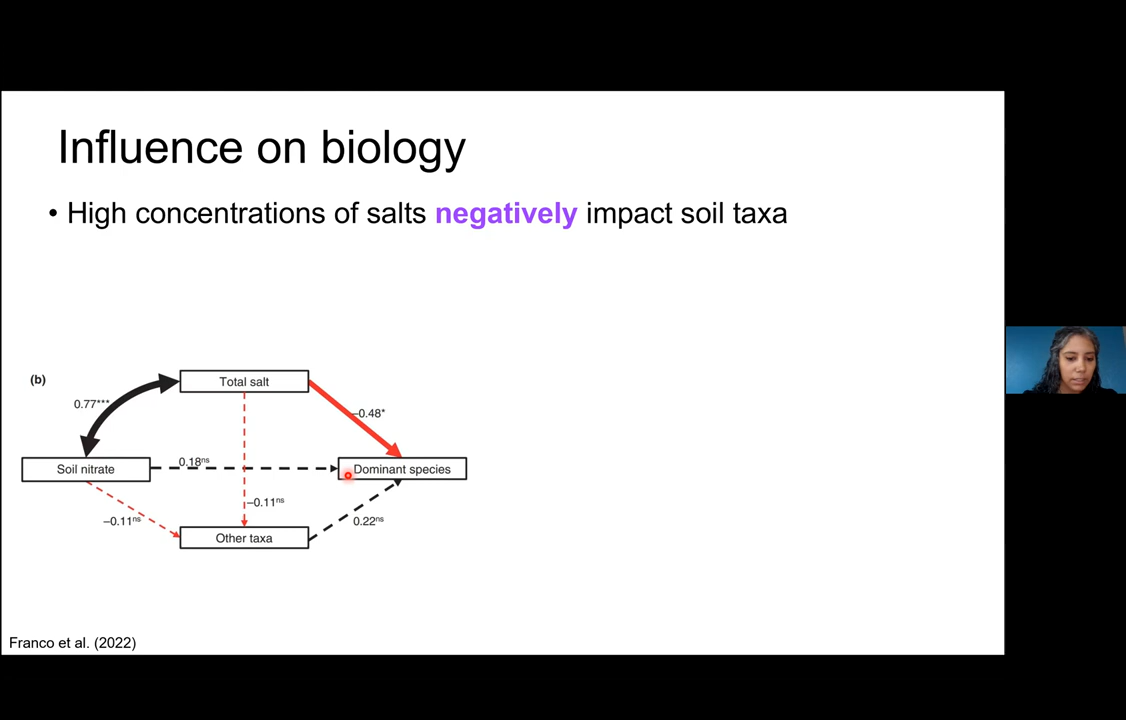 Influence on biology
• High concentrations of salts negatively impact soil taxa
(b)
Total salt
0.77***
–0.48*
Soil nitrate
0.18ns
Dominant species
–0.11ns
–0.11ns
0.22ns
Other taxa
Franco et al. (2022)